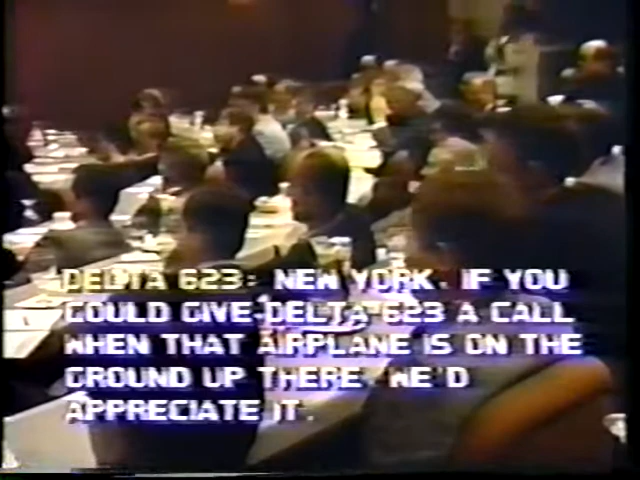 DELTA 623: NEW YORK. IF YOU
COULD GIVE DELTA 623 A CALL
WHEN THAT AIRPLANE IS ON THE
GROUND UP THERE, WE'D
APPRECIATE IT.